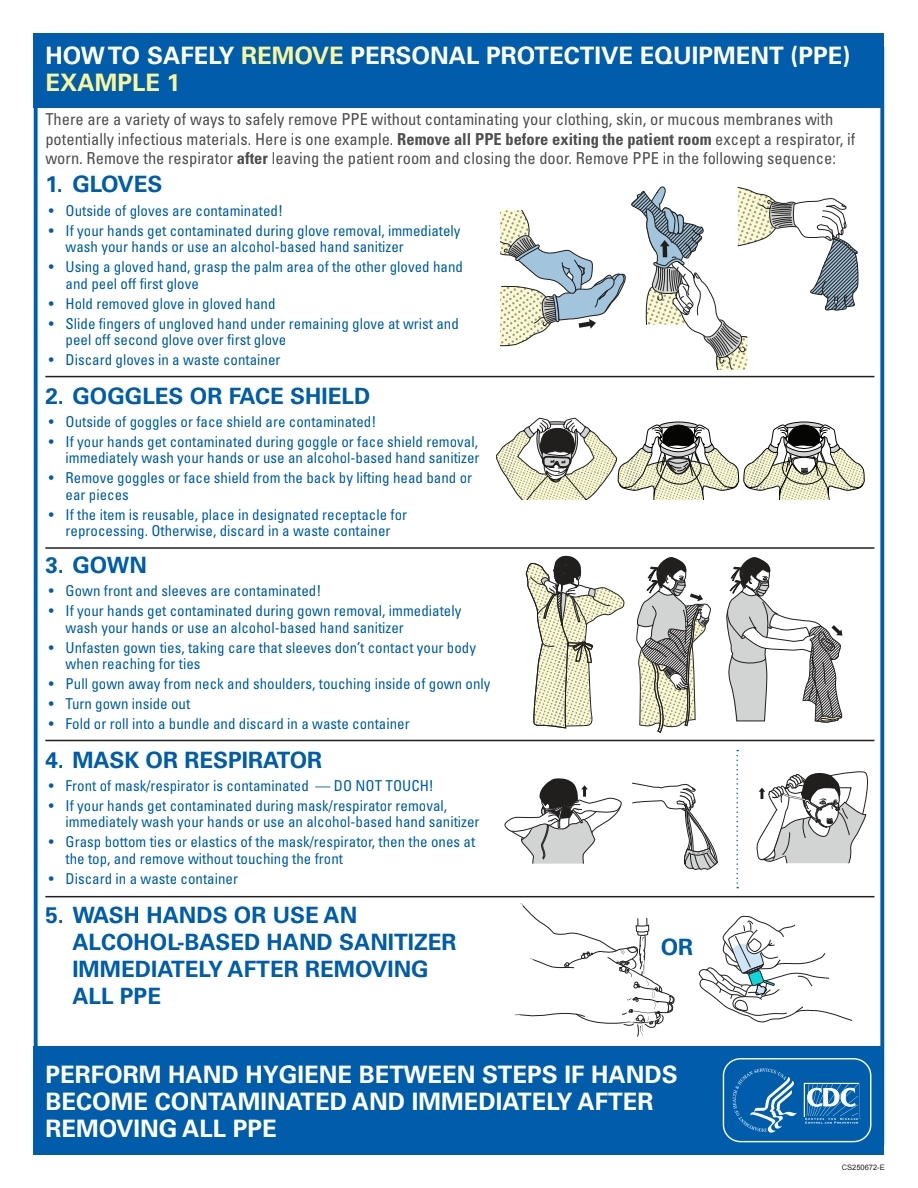 HOW TO SAFELY REMOVE PERSONAL PROTECTIVE EQUIPMENT (PPE)
EXAMPLE 1
There are a variety of ways to safely remove PPE without contaminating your clothing, skin, or mucous membranes with
potentially infectious materials. Here is one example. Remove all PPE before exiting the patient room except a respirator, if
worn. Remove the respirator after leaving the patient room and closing the door. Remove PPE in the following sequence:
1. GLOVES
• Outside of gloves are contaminated!
• If your hands get contaminated during glove removal, immediately
wash your hands or use an alcohol-based hand sanitizer
• Using a gloved hand, grasp the palm area of the other gloved hand
and peel off first glove
• Hold removed glove in gloved hand
• Slide fingers of ungloved hand under remaining glove at wrist and
peel off second glove over first glove
• Discard gloves in a waste container
2. GOGGLES OR FACE SHIELD
• Outside of goggles or face shield are contaminated!
• If your hands get contaminated during goggle or face shield removal,
immediately wash your hands or use an alcohol-based hand sanitizer
• Remove goggles or face shield from the back by lifting head band or
ear pieces
• If the item is reusable, place in designated receptacle for
reprocessing. Otherwise, discard in a waste container
3. GOWN
• Gown front and sleeves are contaminated!
• If your hands get contaminated during gown removal, immediately
wash your hands or use an alcohol-based hand sanitizer
• Unfasten gown ties, taking care that sleeves don't contact your body
when reaching for ties
• Pull gown away from neck and shoulders, touching inside of gown only
• Turn gown inside out
• Fold or roll into a bundle and discard in a waste container
4. MASK OR RESPIRATOR
• Front of mask/respirator is contaminated — DO NOT TOUCH!
• If your hands get contaminated during mask/respirator removal,
immediately wash your hands or use an alcohol-based hand sanitizer
• Grasp bottom ties or elastics of the mask/respirator, then the ones at
the top, and remove without touching the front
• Discard in a waste container
5. WASH HANDS OR USE AN
ALCOHOL-BASED HAND SANITIZER
IMMEDIATELY AFTER REMOVING
ALL PPE
OR
PERFORM HAND HYGIENE BETWEEN STEPS IF HANDS
BECOME CONTAMINATED AND IMMEDIATELY AFTER
REMOVING ALL PPE
DEPARTMENT OF HEALTH & HUMAN SERVICES • USA
CDC
CENTERS FOR DISEASE
CONTROL AND PREVENTION
CS250672-E